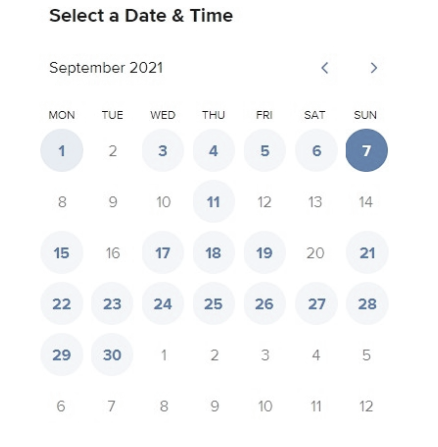 Select a Date & Time
September 2021
MON TUE WED THU FRI SAT SUN
1 2 3 4 5 6 7
8 9 10 11 12 13 14
15 16 17 18 19 20 21
22 23 24 25 26 27 28
29 30 1 2 3 4 5
6 7 8 9 10 11 12